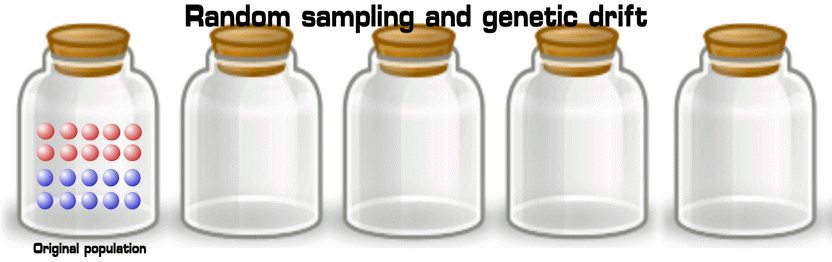 Random sampling and genetic drift
Original population